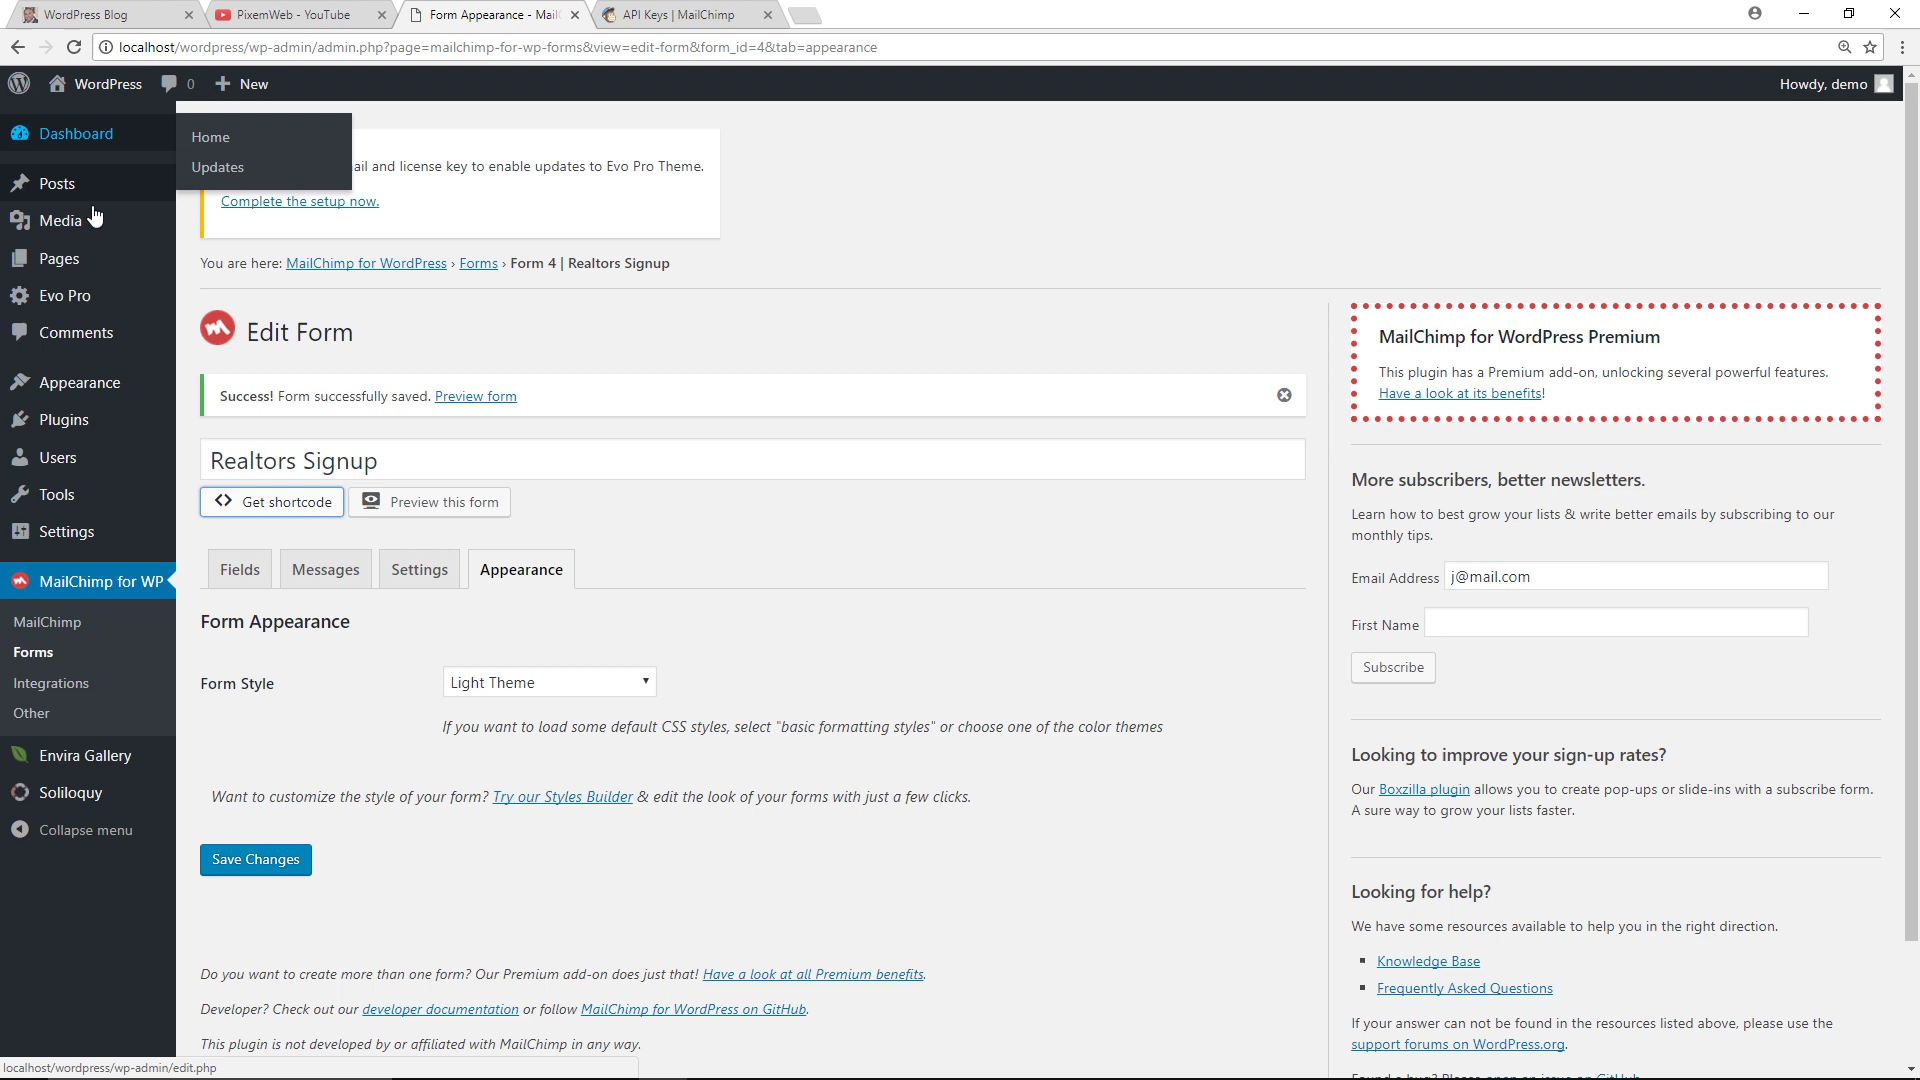 WordPress Blog
PixemWeb - YouTube
Form Appearance - Mail
API Keys | MailChimp
localhost/wordpress/wp-admin/admin.php?page=mailchimp-for-wp-forms&view=edit-form&form_id=4&tab=appearance
WordPress 0 New
Howdy, demo
Dashboard
Home
Updates
Posts
Media
Pages
Evo Pro
Comments
Appearance
Plugins
Users
Tools
Settings
MailChimp for WP
MailChimp
Forms
Integrations
Other
Envira Gallery
Soliloquy
Collapse menu
ail and license key to enable updates to Evo Pro Theme.
Complete the setup now.
You are here: MailChimp for WordPress › Forms › Form 4 | Realtors Signup
Edit Form
Success! Form successfully saved. Preview form
Realtors Signup
Get shortcode
Preview this form
Fields
Messages
Settings
Appearance
Form Appearance
Form Style
Light Theme
If you want to load some default CSS styles, select "basic formatting styles" or choose one of the color themes
Want to customize the style of your form? Try our Styles Builder & edit the look of your forms with just a few clicks.
Save Changes
Do you want to create more than one form? Our Premium add-on does just that! Have a look at all Premium benefits.
Developer? Check out our developer documentation or follow MailChimp for WordPress on GitHub.
This plugin is not developed by or affiliated with MailChimp in any way.
MailChimp for WordPress Premium
This plugin has a Premium add-on, unlocking several powerful features.
Have a look at its benefits!
More subscribers, better newsletters.
Learn how to best grow your lists & write better emails by subscribing to our
monthly tips.
Email Address j@mail.com
First Name
Subscribe
Looking to improve your sign-up rates?
Our Boxzilla plugin allows you to create pop-ups or slide-ins with a subscribe form.
A sure way to grow your lists faster.
Looking for help?
We have some resources available to help you in the right direction.
Knowledge Base
Frequently Asked Questions
If your answer can not be found in the resources listed above, please use the
support forums on WordPress.org.
Found a bug? Please open an issue on GitHub
localhost/wordpress/wp-admin/edit.php